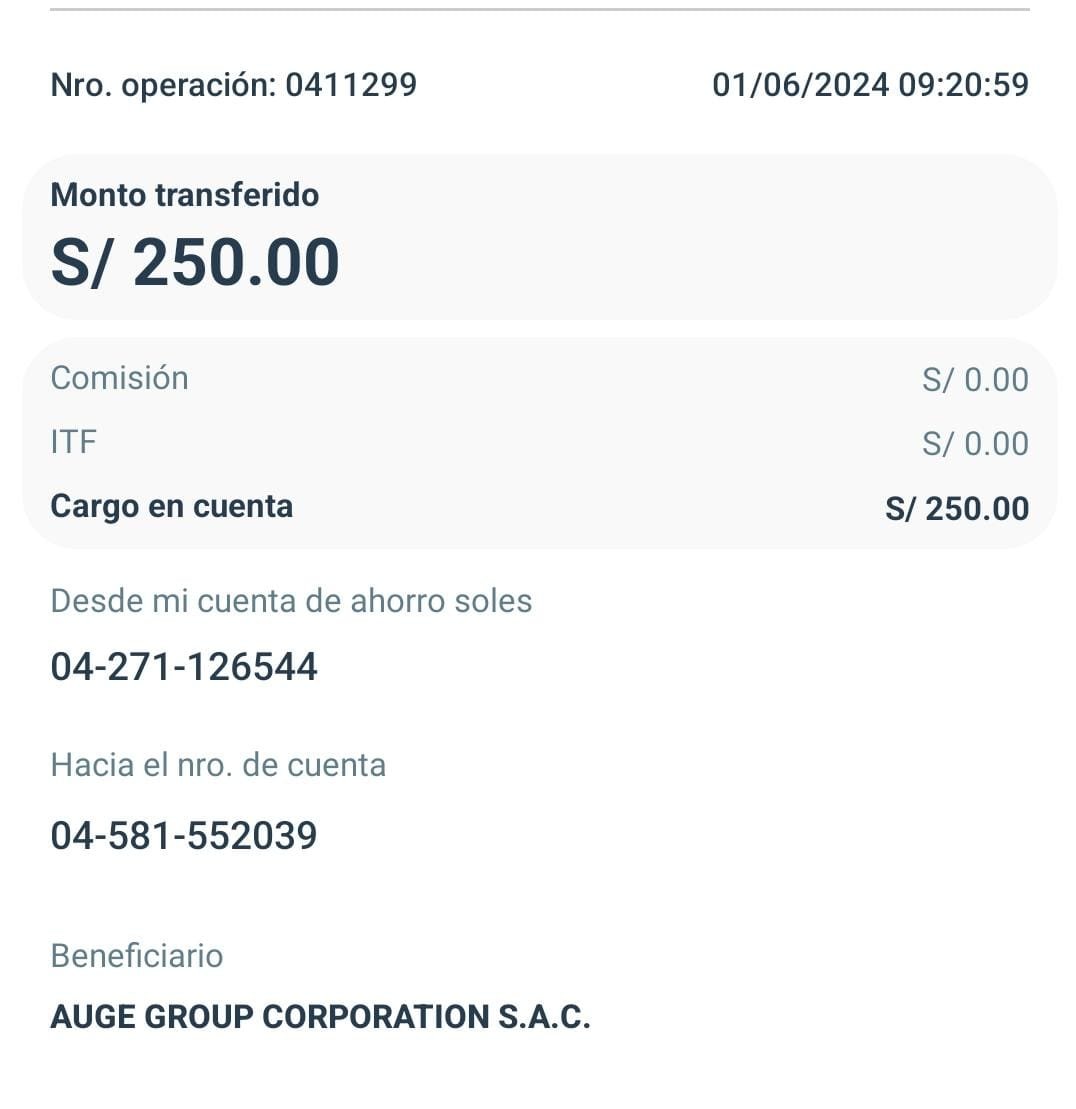 Nro. operación: 0411299 01/06/2024 09:20:59
Monto transferido
S/ 250.00
Comisión S/ 0.00
ITF S/ 0.00
Cargo en cuenta S/ 250.00
Desde mi cuenta de ahorro soles
04-271-126544
Hacia el nro. de cuenta
04-581-552039
Beneficiario
AUGE GROUP CORPORATION S.A.C.